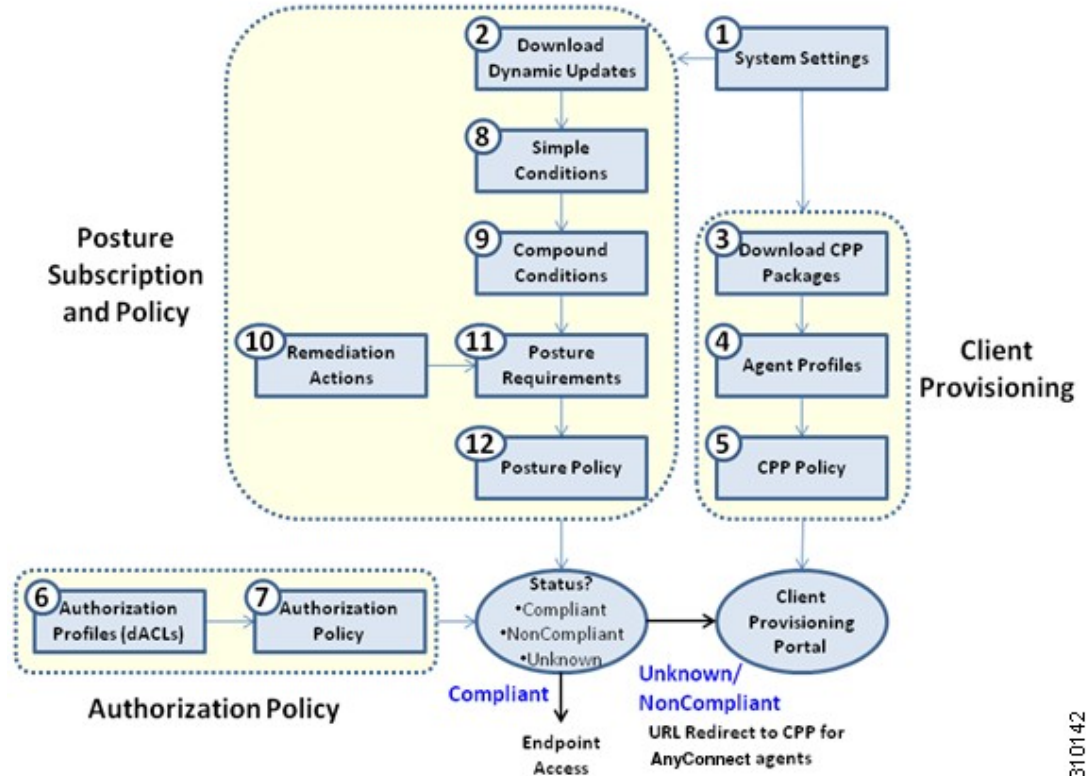 1
System Settings
2
Download
Dynamic Updates
8
Simple
Conditions
9
Compound
Conditions
10
Remediation
Actions
11
Posture
Requirements
12
Posture Policy
Posture
Subscription
and Policy
3
Download CPP
Packages
4
Agent Profiles
5
CPP Policy
Client
Provisioning
6
Authorization
Profiles (dACLs)
7
Authorization
Policy
Authorization Policy
Status?
•Compliant
•NonCompliant
•Unknown
Client
Provisioning
Portal
Compliant
Unknown/
NonCompliant
URL Redirect to CPP for
AnyConnect agents
Endpoint
Access
310142